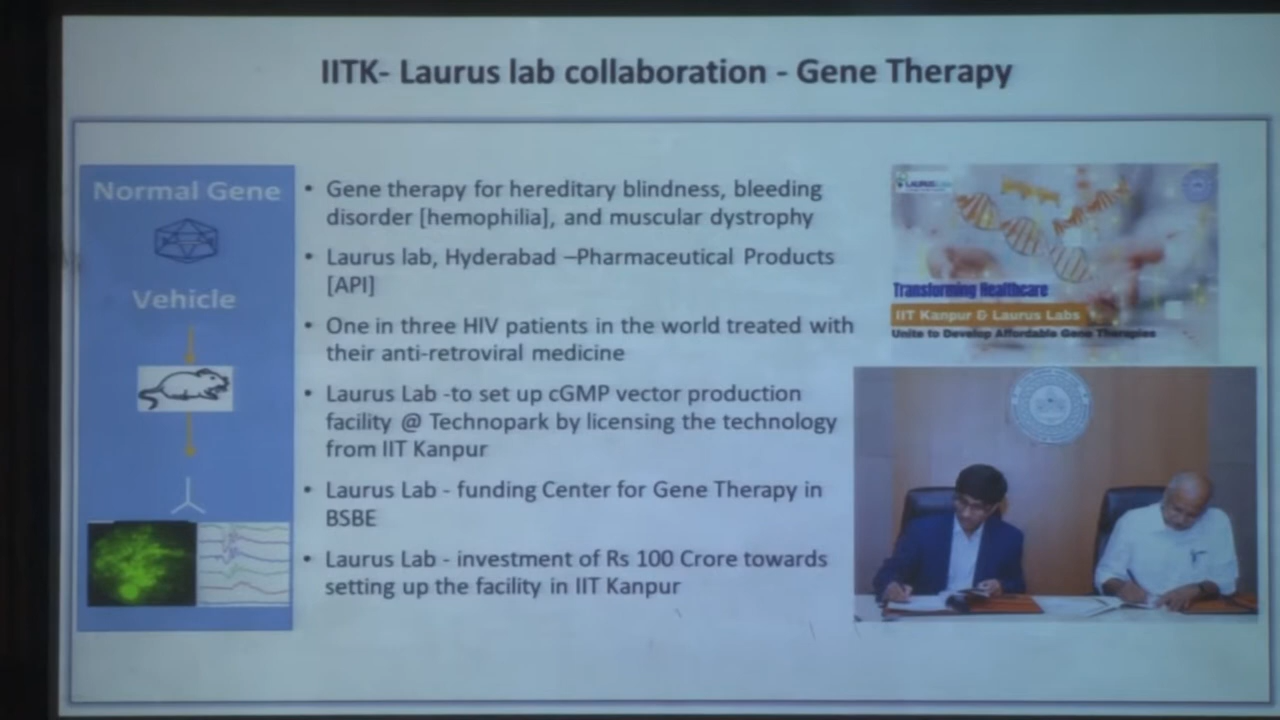 IITK- Laurus lab collaboration - Gene Therapy
Normal Gene
Vehicle
• Gene therapy for hereditary blindness, bleeding
disorder [hemophilia], and muscular dystrophy
• Laurus lab, Hyderabad –Pharmaceutical Products
[API]
• One in three HIV patients in the world treated with
their anti-retroviral medicine
• Laurus Lab -to set up cGMP vector production
facility @ Technopark by licensing the technology
from IIT Kanpur
• Laurus Lab - funding Center for Gene Therapy in
BSBE
• Laurus Lab - investment of Rs 100 Crore towards
setting up the facility in IIT Kanpur
LAURUS Labs
Transforming Healthcare
IIT Kanpur & Laurus Labs
Unite to Develop Affordable Gene Therapies